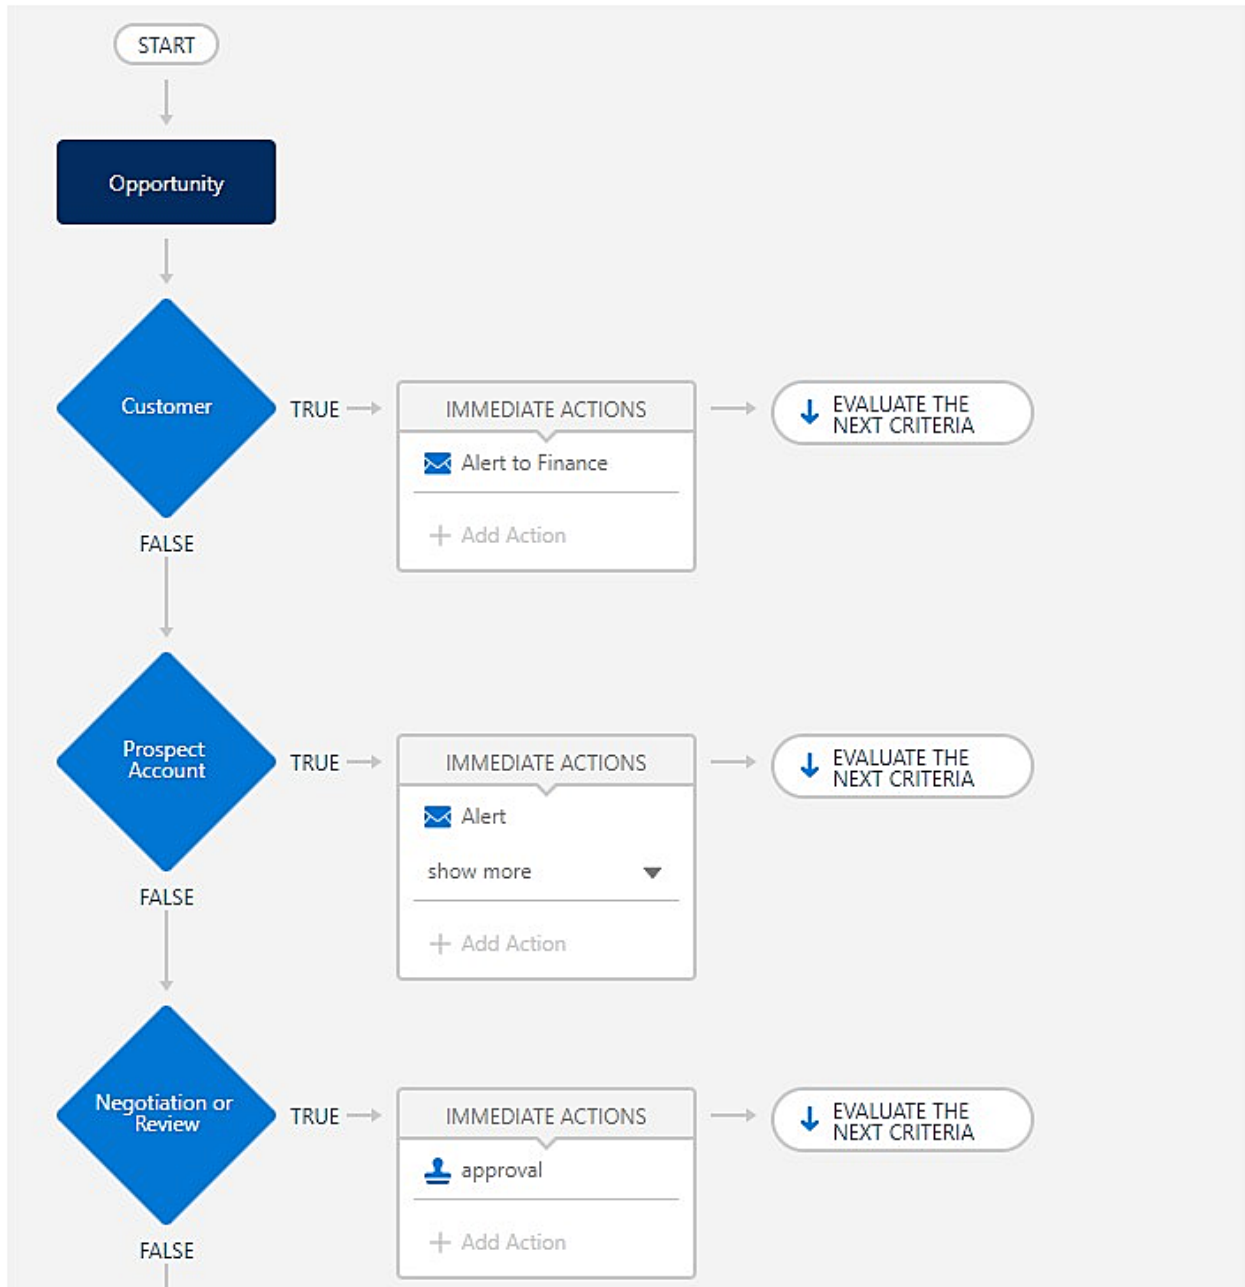 START
Opportunity
Customer
TRUE
IMMEDIATE ACTIONS
Alert to Finance
+ Add Action
EVALUATE THE
NEXT CRITERIA
FALSE
Prospect
Account
TRUE
IMMEDIATE ACTIONS
Alert
show more
+ Add Action
EVALUATE THE
NEXT CRITERIA
FALSE
Negotiation or
Review
TRUE
IMMEDIATE ACTIONS
approval
+ Add Action
EVALUATE THE
NEXT CRITERIA
FALSE